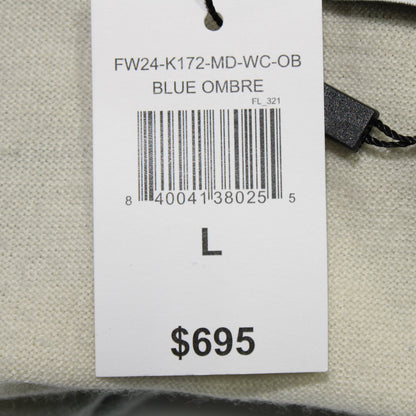 FW24-K172-MD-WC-OB
BLUE OMBRE
FL_321
8 40041 38025 5
L
$695